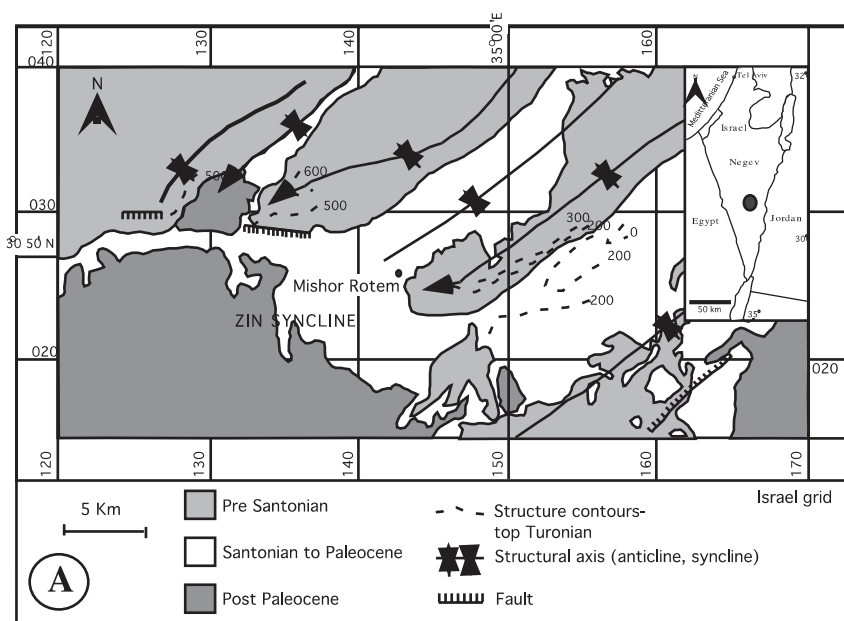 120
130
140
35 00'E
160
040
N
500
600
500
030
30 50 N
Mishor Rotem
ZIN SYNCLINE
300
200
0
200
200
020
020
120
130
140
150
160
170
Israel grid
Tel Aviv
32
Mediterranean Sea
Israel
Negev
Egypt
Jordan
30
50 km
35°
5 Km
Pre Santonian
Santonian to Paleocene
Post Paleocene
Structure contours-
top Turonian
Structural axis (anticline, syncline)
Fault
A